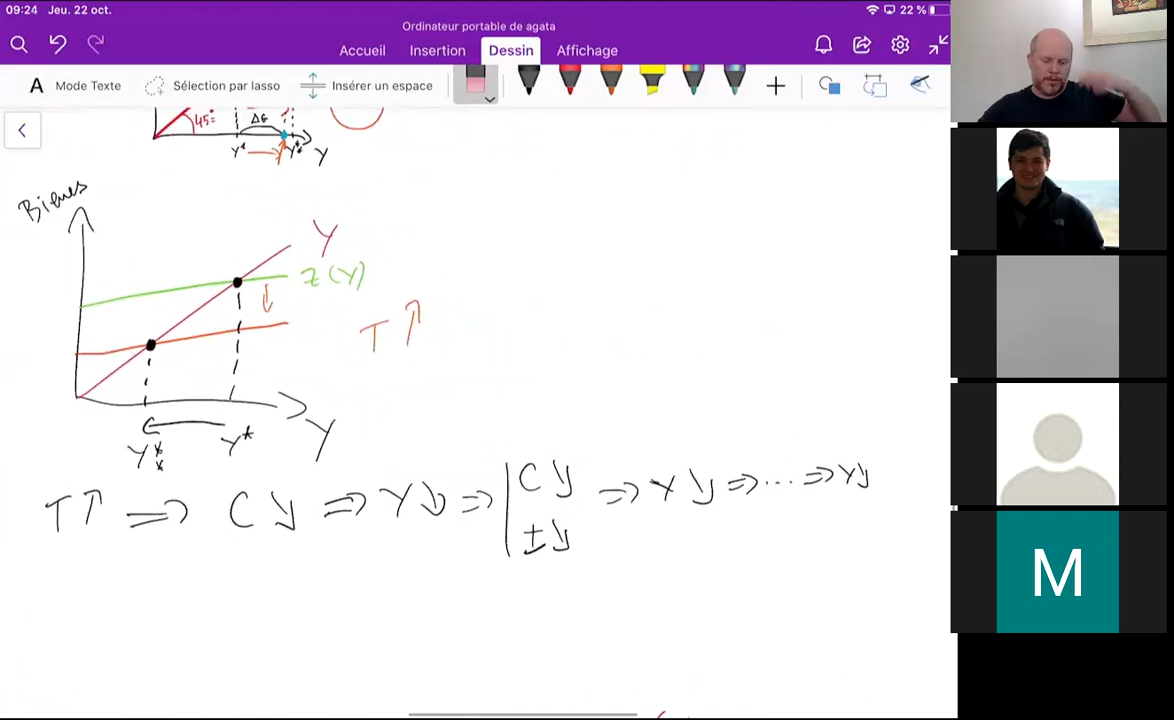 09:24 Jeu. 22 oct.
22 %
Ordinateur portable de agata
Accueil Insertion Dessin Affichage
A Mode Texte Sélection par lasso Insérer un espace
45°
ΔG
Y* Y** Y
Biens
Y
Z(Y)
T ↑
Y** Y* Y
T↑ ⇒ C ↘ ⇒ Y ↘ ⇒ | C ↘ ⇒ Y ↘ ⇒ ... ⇒ Y ↘
I ↘
M